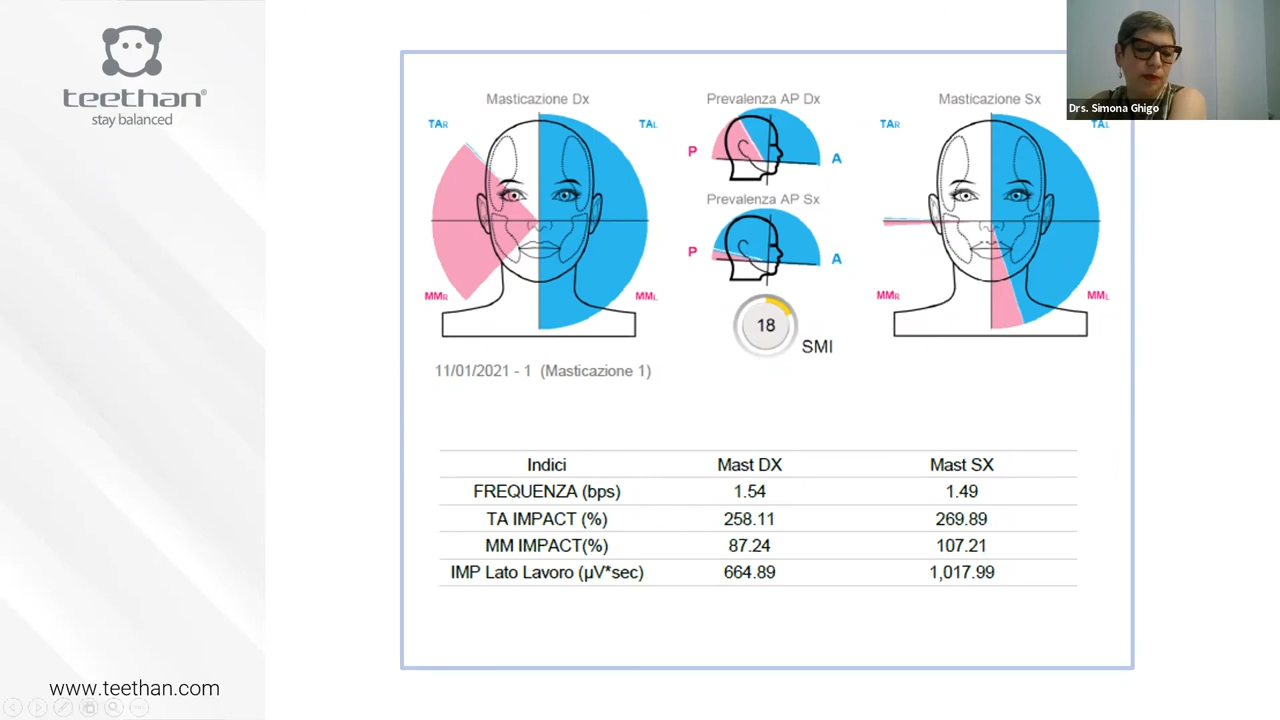 teethan®
stay balanced
Masticazione Dx
Prevalenza AP Dx
Masticazione Sx
Drs. Simona Ghigo
TAR
TAL
TAR
TAL
P
A
Prevalenza AP Sx
P
A
MMR
MML
MMR
MML
18
SMI
11/01/2021 - 1 (Masticazione 1)
Indici Mast DX Mast SX
FREQUENZA (bps) 1.54 1.49
TA IMPACT (%) 258.11 269.89
MM IMPACT(%) 87.24 107.21
IMP Lato Lavoro (µV*sec) 664.89 1,017.99
www.teethan.com